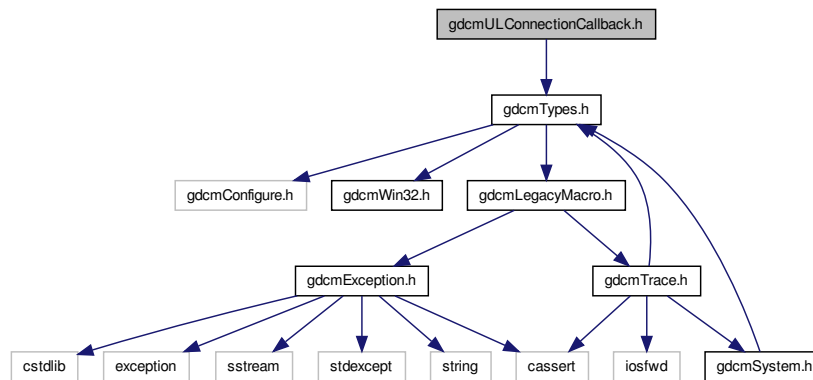 gdcmULConnectionCallback.h
gdcmTypes.h
gdcmConfigure.h
gdcmWin32.h
gdcmLegacyMacro.h
gdcmException.h
gdcmTrace.h
cstdlib
exception
sstream
stdexcept
string
cassert
iosfwd
gdcmSystem.h